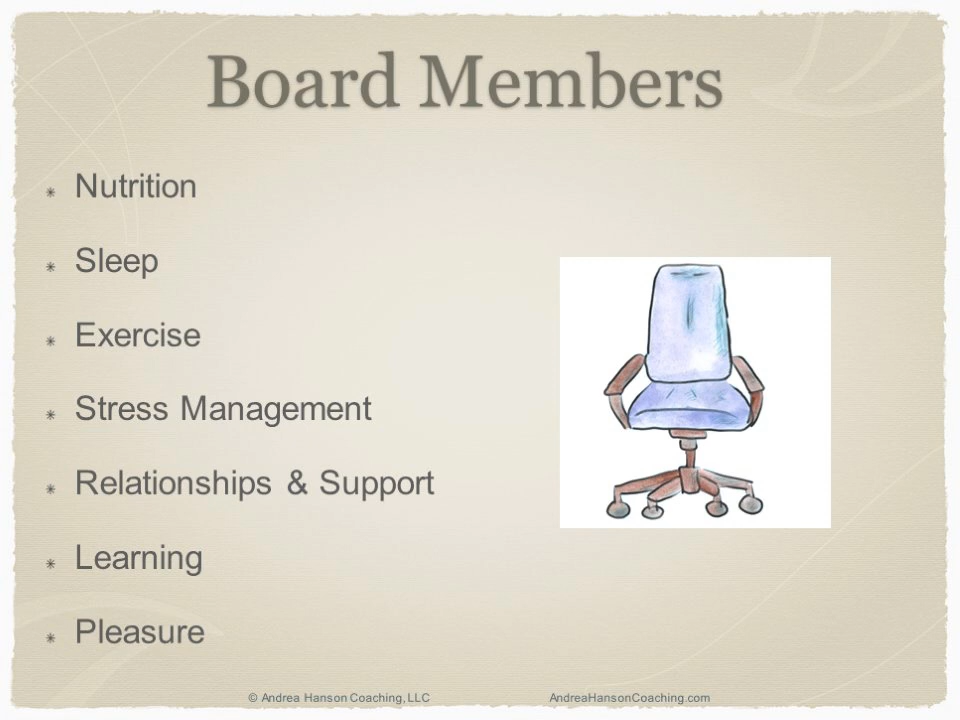 Board Members
Nutrition
Sleep
Exercise
Stress Management
Relationships & Support
Learning
Pleasure
© Andrea Hanson Coaching, LLC AndreaHansonCoaching.com